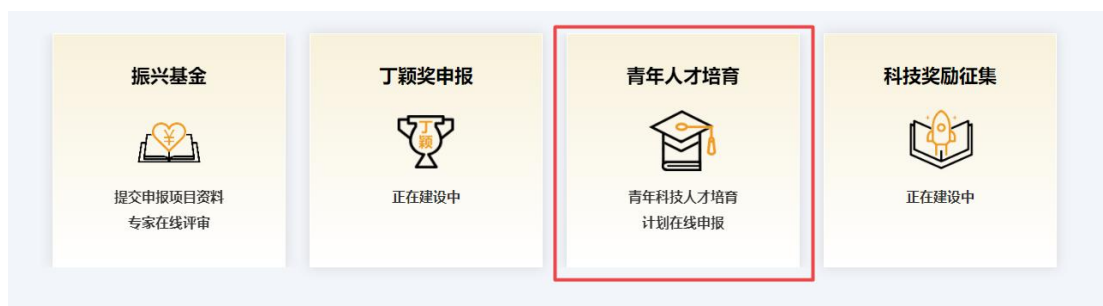 振兴基金
提交申报项目资料
专家在线评审
丁颖奖申报
丁
颖
正在建设中
青年人才培育
青年科技人才培育
计划在线申报
科技奖励征集
正在建设中